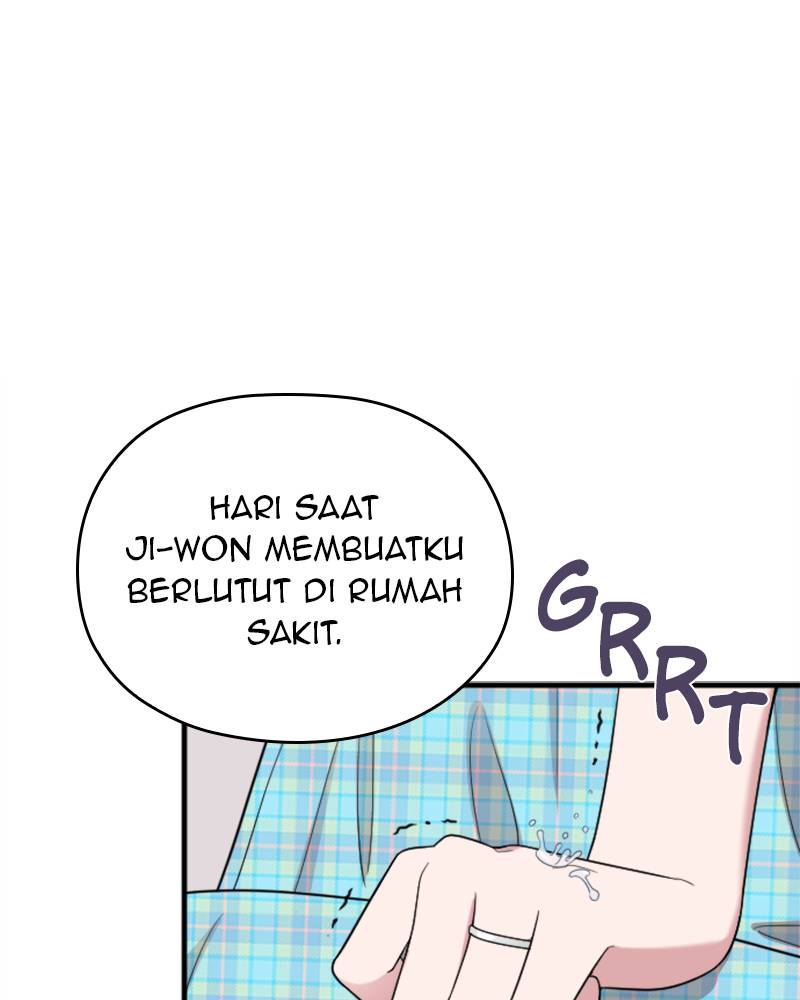 HARI SAAT
JI-WON MEMBUATKU
BERLUTUT DI RUMAH
SAKIT.
GRRT